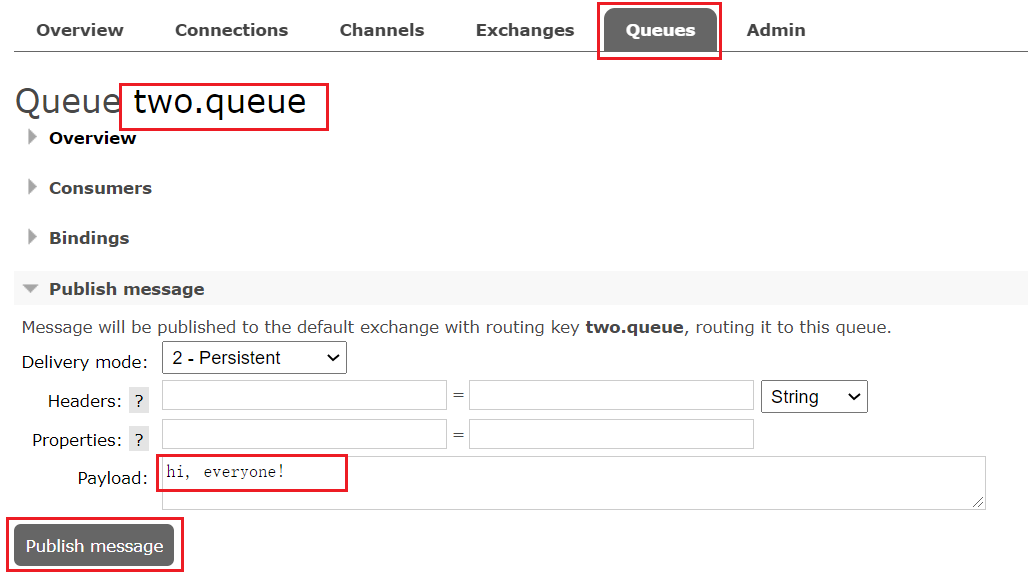 Overview Connections Channels Exchanges Queues Admin
Queue two.queue
Overview
Consumers
Bindings
Publish message
Message will be published to the default exchange with routing key two.queue, routing it to this queue.
Delivery mode: 2 - Persistent
Headers: ? = String
Properties: ? =
Payload: hi, everyone!
Publish message